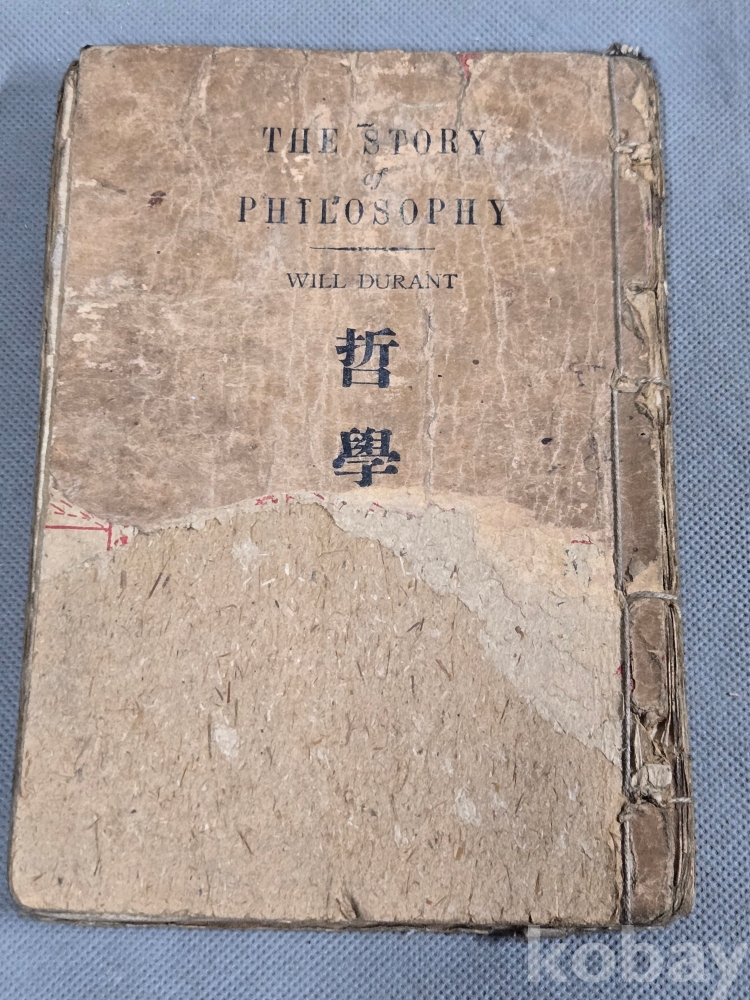 THE STORY
of
PHILOSOPHY
WILL DURANT
哲
學
kobay